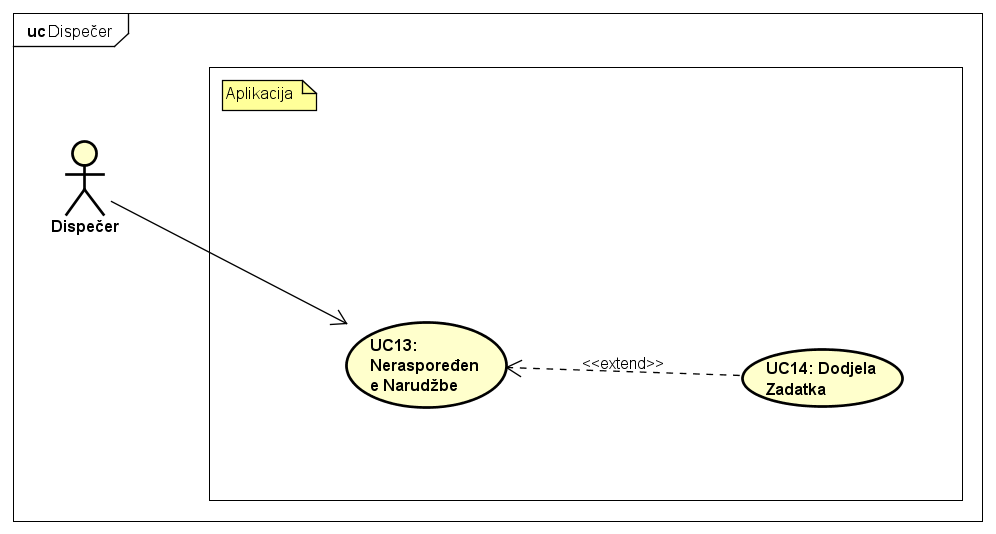 uc Dispečer
Aplikacija
Dispečer
UC13:
Neraspoređen
e Narudžbe
<<extend>>
UC14: Dodjela
Zadatka